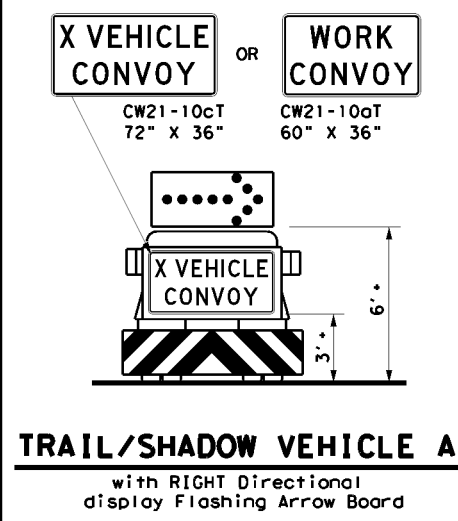 X VEHICLE
CONVOY
OR
WORK
CONVOY
CW21-10cT
72" X 36"
CW21-10aT
60" X 36"
X VEHICLE
CONVOY
6' +
3' +
TRAIL/SHADOW VEHICLE A
with RIGHT Directional
display Flashing Arrow Board